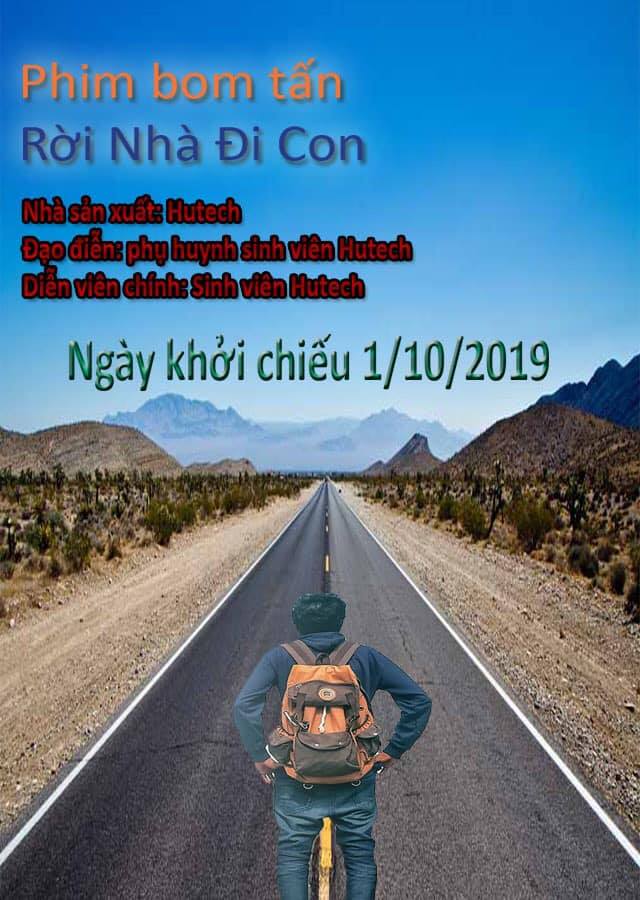 Phim bom tấn
Rời Nhà Đi Con
Nhà sản xuất: Hutech
Đạo điễn: phụ huynh sinh viên Hutech
Diễn viên chính: Sinh viên Hutech
Ngày khởi chiếu 1/10/2019